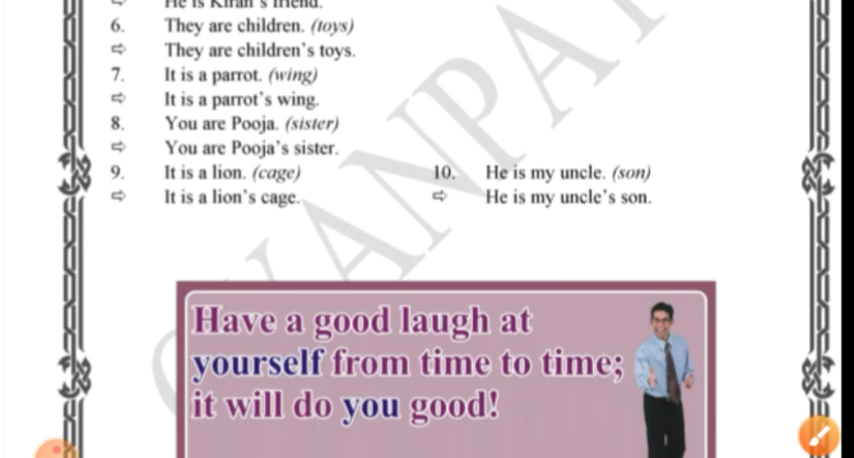 He is Kiran's friend.
6. They are children. (toys)
⇨ They are children's toys.
7. It is a parrot. (wing)
⇨ It is a parrot's wing.
8. You are Pooja. (sister)
⇨ You are Pooja's sister.
9. It is a lion. (cage)
⇨ It is a lion's cage.
10. He is my uncle. (son)
⇨ He is my uncle's son.
Have a good laugh at
yourself from time to time;
it will do you good!